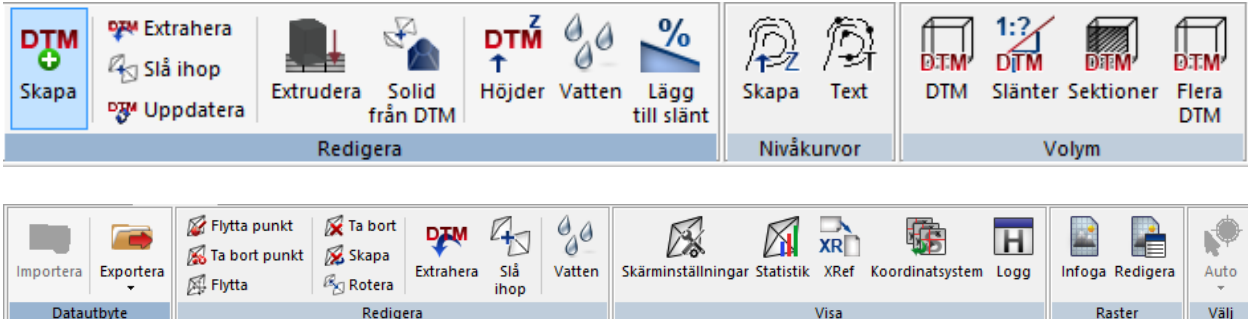 DTM
Skapa
DTM Extrahera
Slå ihop
DTM Uppdatera
Extrudera
Solid
från DTM
DTM Z
Höjder
Vatten
%
Lägg
till slänt
Redigera
Z
Skapa
T
Text
Nivåkurvor
DTM
DTM
1:?
DTM
Slänter
DTM
Sektioner
DTM
Flera
DTM
Volym
Importera
Exportera
Datautbyte
Flytta punkt
Ta bort punkt
Flytta
Ta bort
Skapa
Rotera
DTM
Extrahera
Slå
ihop
Vatten
Redigera
Skärminställningar
Statistik
XR
XRef
Koordinatsystem
H
Logg
Visa
Infoga
Redigera
Raster
Auto
Välj